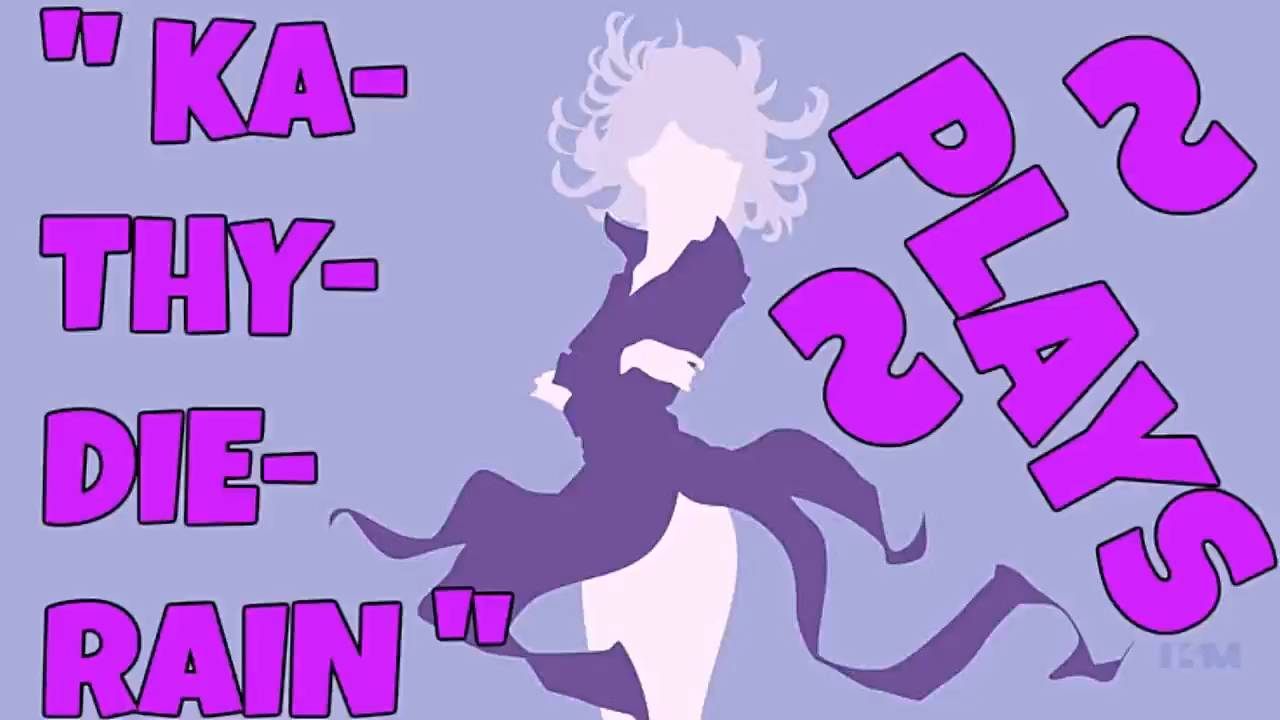 "KA-
THY-
DIE-
RAIN"
~PLAYS~